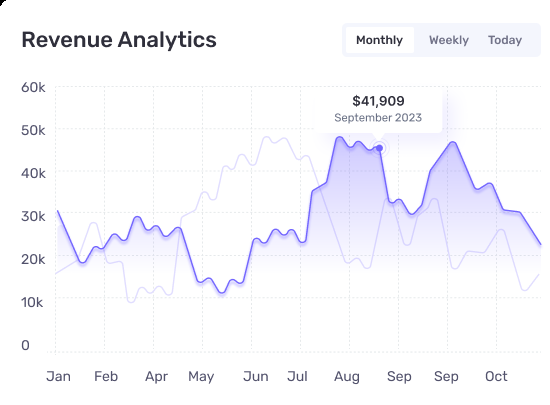 Revenue Analytics
Monthly Weekly Today
60k
$41,909
September 2023
50k
40k
30k
20k
10k
0
Jan Feb Apr May Jun Jul Aug Sep Sep Oct